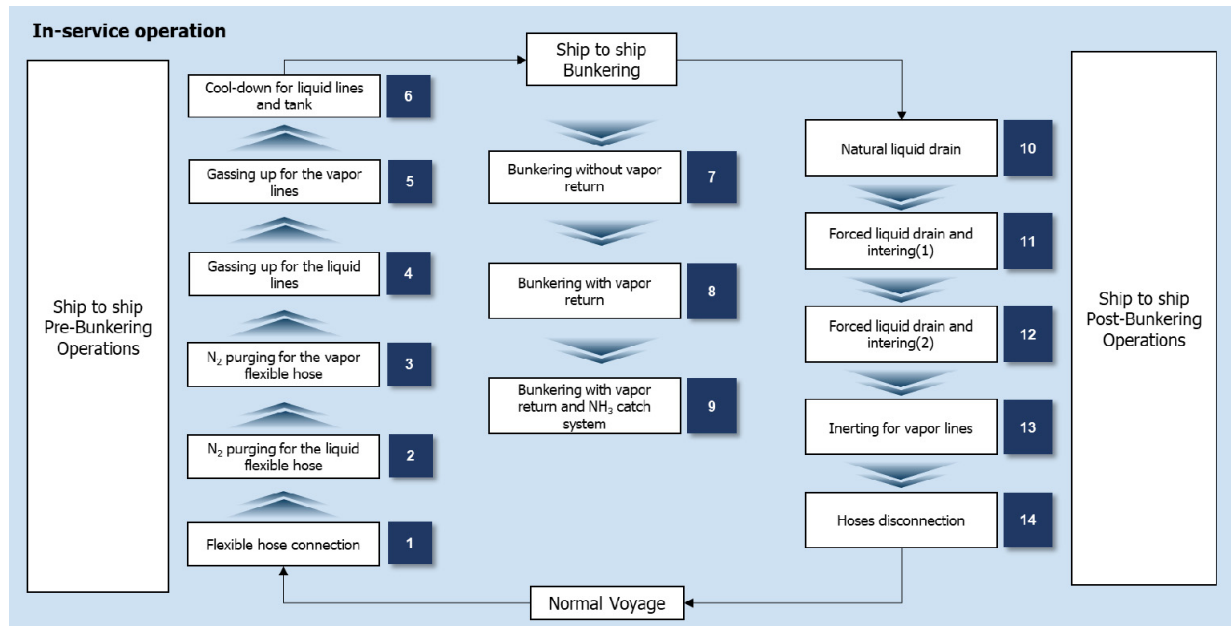 In-service operation
Ship to ship
Pre-Bunkering
Operations
Cool-down for liquid lines
and tank
6
Gassing up for the vapor
lines
5
Gassing up for the liquid
lines
4
N₂ purging for the vapor
flexible hose
3
N₂ purging for the liquid
flexible hose
2
Flexible hose connection
1
Ship to ship
Bunkering
Bunkering without vapor
return
7
Bunkering with vapor
return
8
Bunkering with vapor
return and NH₃ catch
system
9
Natural liquid drain
10
Forced liquid drain and
intering(1)
11
Forced liquid drain and
intering(2)
12
Inerting for vapor lines
13
Hoses disconnection
14
Ship to ship
Post-Bunkering
Operations
Normal Voyage